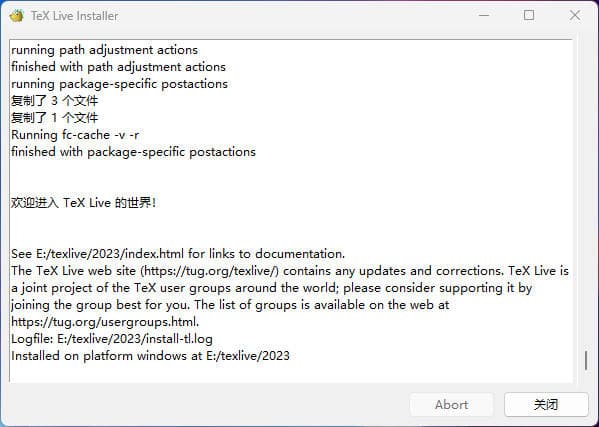 TeX Live Installer
running path adjustment actions
finished with path adjustment actions
running package-specific postactions
复制了 3 个文件
复制了 1 个文件
Running fc-cache -v -r
finished with package-specific postactions
欢迎进入 TeX Live 的世界!
See E:/texlive/2023/index.html for links to documentation.
The TeX Live web site (https://tug.org/texlive/) contains any updates and corrections. TeX Live is
a joint project of the TeX user groups around the world; please consider supporting it by
joining the group best for you. The list of groups is available on the web at
https://tug.org/usergroups.html.
Logfile: E:/texlive/2023/install-tl.log
Installed on platform windows at E:/texlive/2023
Abort
关闭